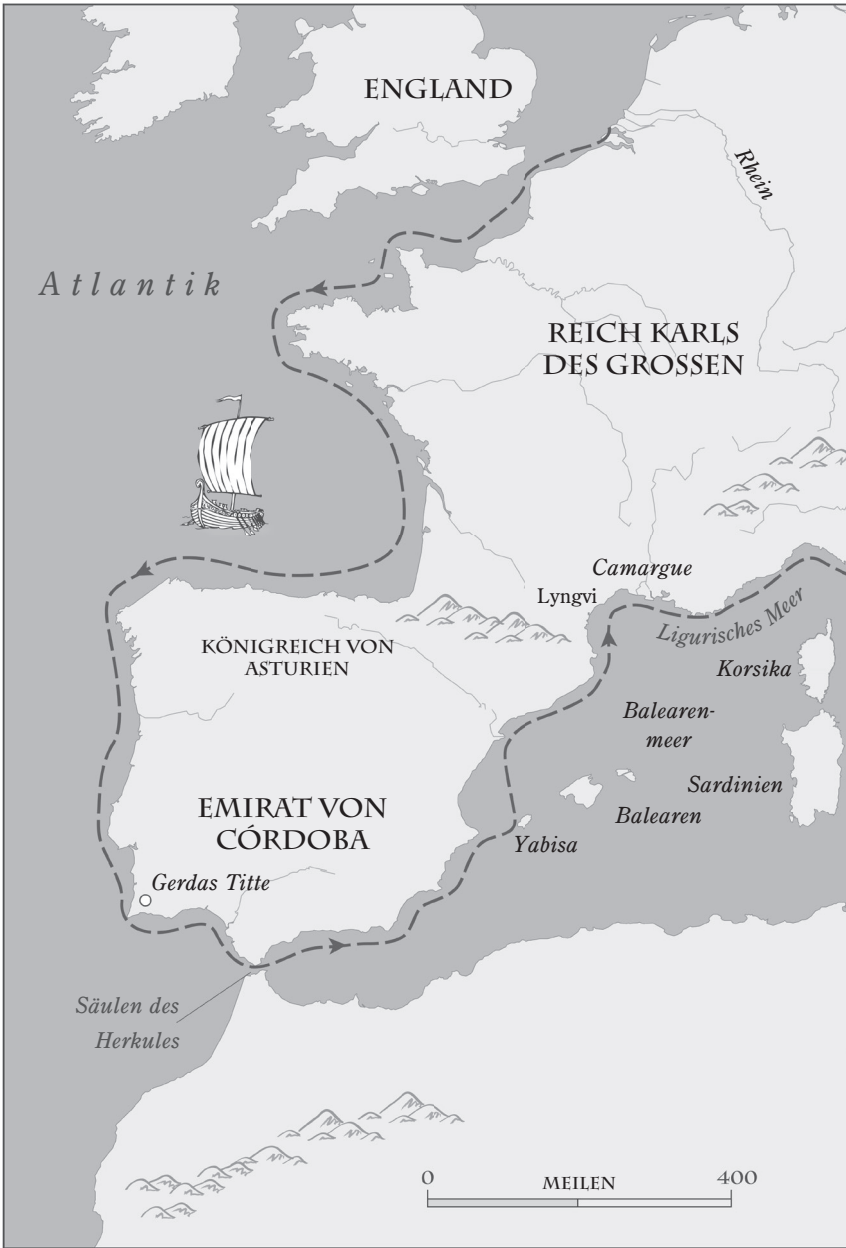 ENGLAND
Rhein
Atlantik
REICH KARLS
DES GROSSEN
Camargue
Lyngvi
Ligurisches Meer
KÖNIGREICH VON
ASTURIEN
Korsika
Balearen-
meer
Sardinien
EMIRAT VON
CÓRDOBA
Balearen
Yabisa
Gerdas Titte
Säulen des
Herkules
0 MEILEN 400